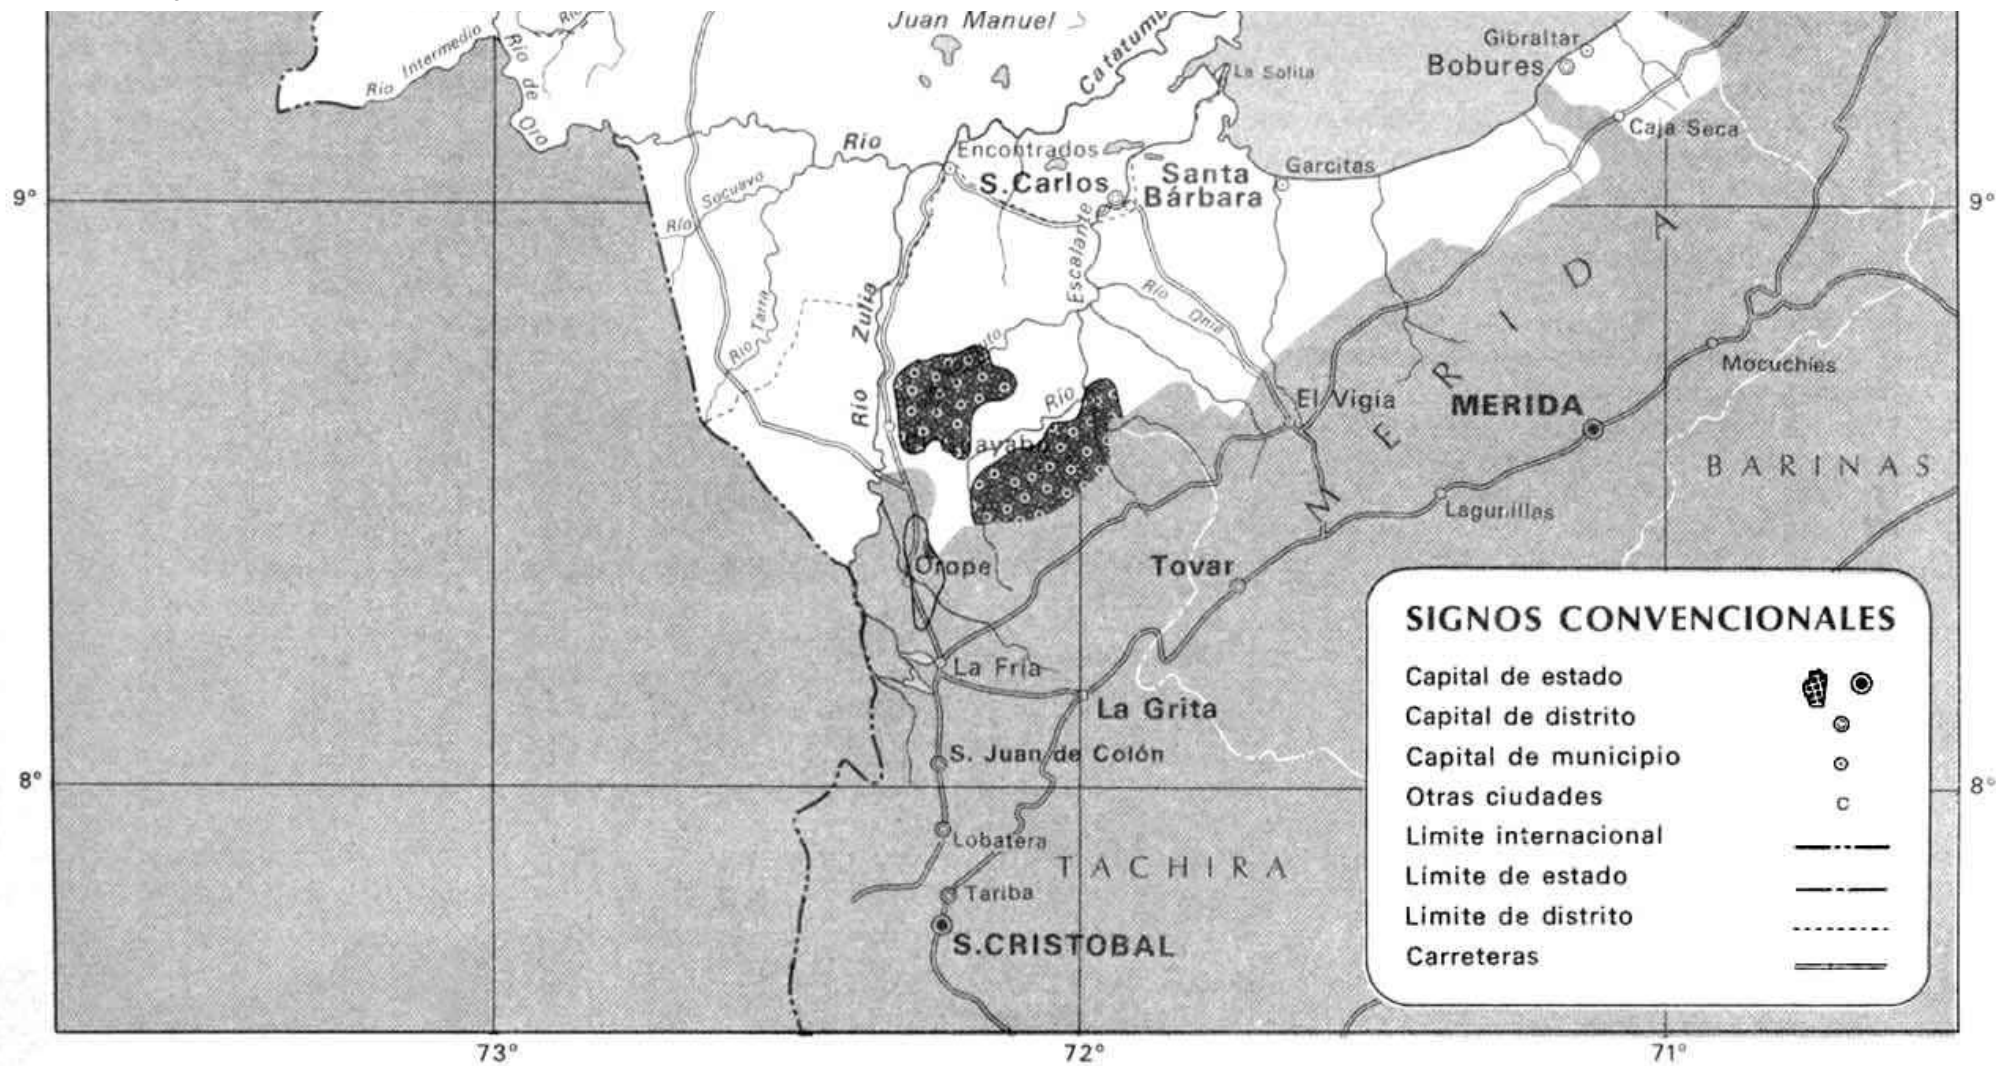 Juan Manuel
Catatumb
Río
Río Intermedio
Río de Oro
La Solita
Gibraltar
Bobures
Caja Seca
Río
Encontrados
S.Carlos
Santa
Bárbara
Garcitas
9°
9°
Río Socuavo
Río Tarra
Río Zulia
Escalante
Río Onia
Río
El Vigía
MERIDA
Mocuchíes
MERIDA
BARINAS
Lagunillas
Orope
Tovar
La Fría
La Grita
S. Juan de Colón
8°
8°
Lobatera
TACHIRA
Tariba
S.CRISTOBAL
SIGNOS CONVENCIONALES
Capital de estado
Capital de distrito
Capital de municipio
Otras ciudades
Límite internacional
Límite de estado
Límite de distrito
Carreteras
73°
72°
71°